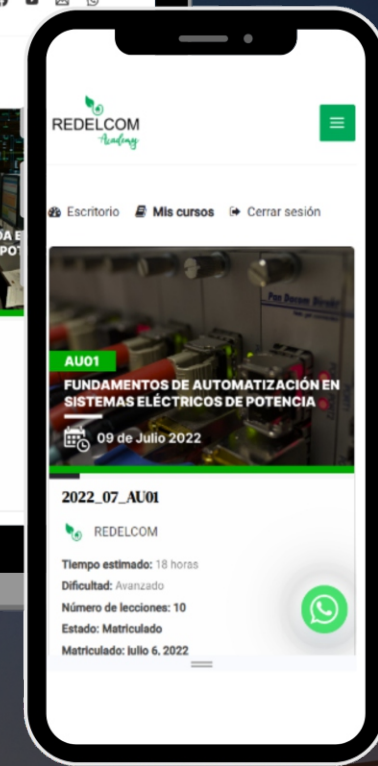 REDELCOM
Academy
Escritorio Mis cursos Cerrar sesión
AU01
FUNDAMENTOS DE AUTOMATIZACIÓN EN
SISTEMAS ELÉCTRICOS DE POTENCIA
09 de Julio 2022
2022_07_AU01
REDELCOM
Tiempo estimado: 18 horas
Dificultad: Avanzado
Número de lecciones: 10
Estado: Matriculado
Matriculado: julio 6, 2022